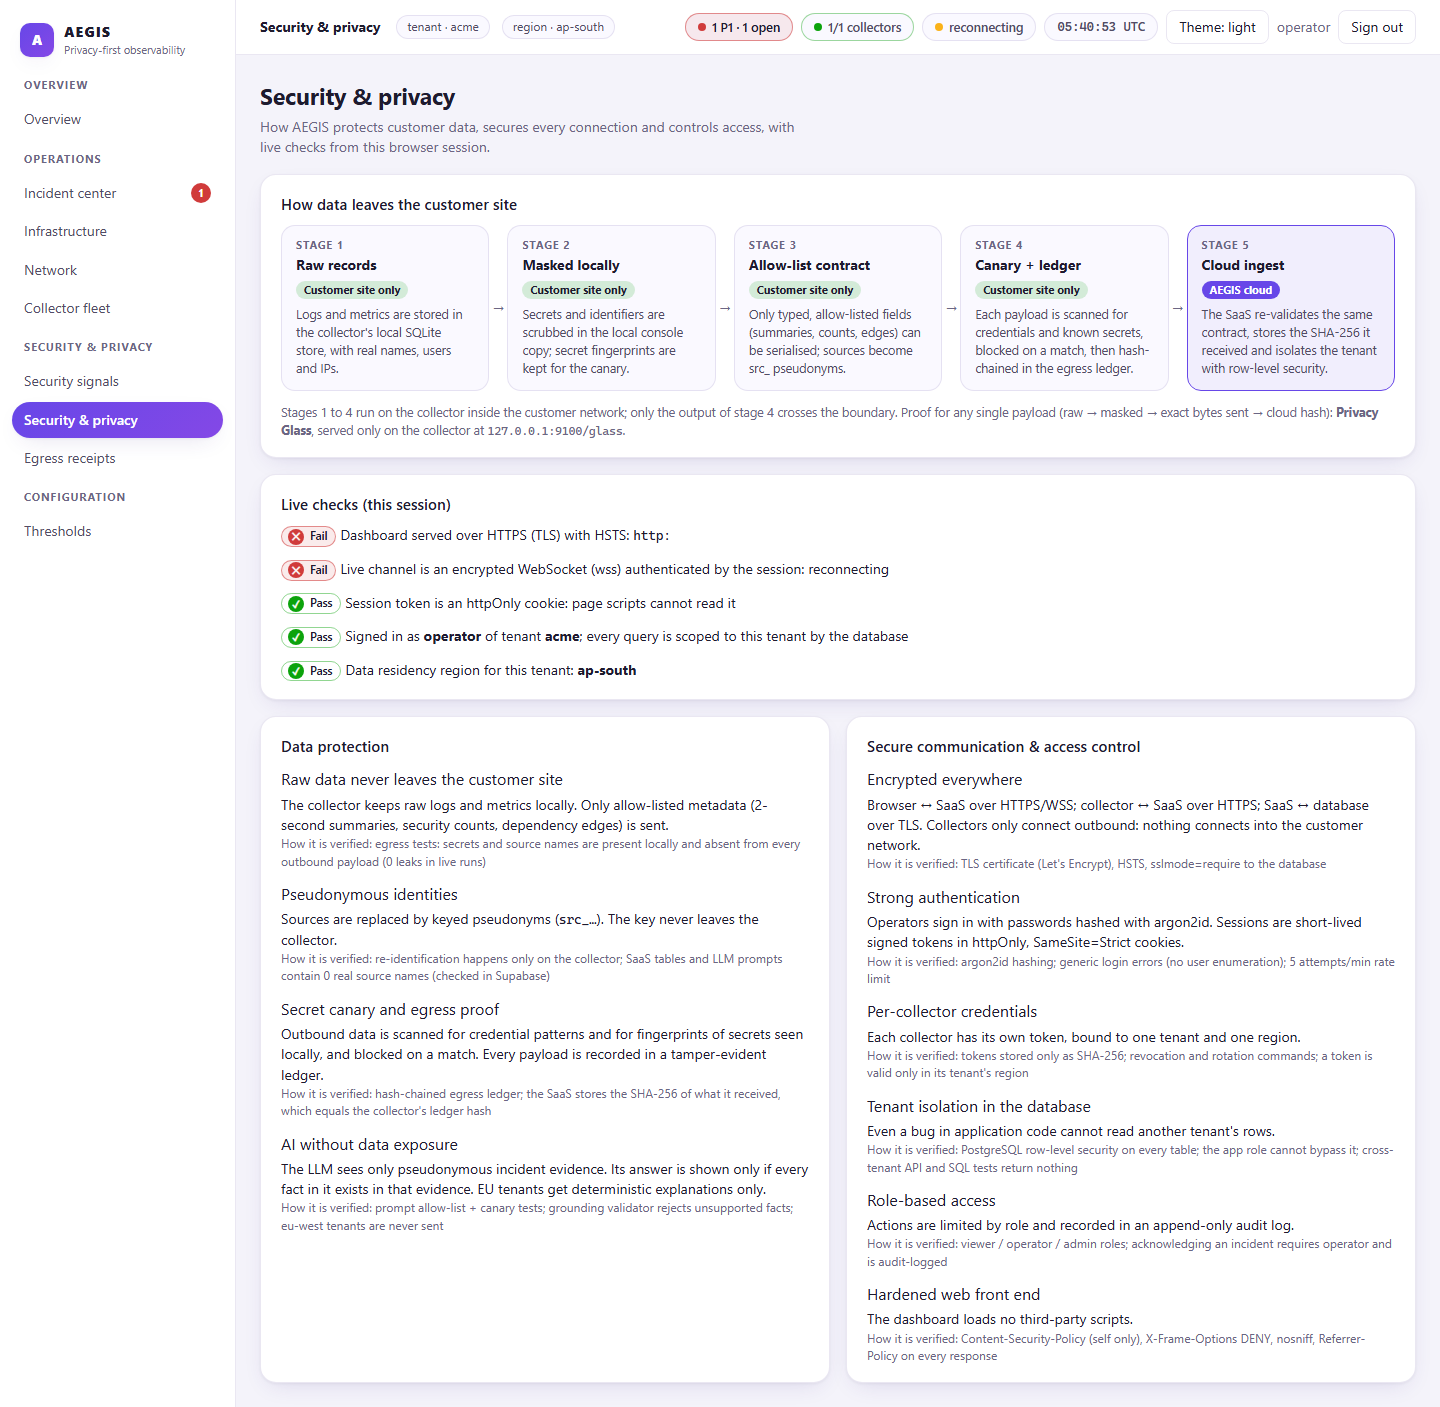 A
AEGIS
Privacy-first observability
OVERVIEW
Overview
OPERATIONS
Incident center
1
Infrastructure
Network
Collector fleet
SECURITY & PRIVACY
Security signals
Security & privacy
Egress receipts
CONFIGURATION
Thresholds
Security & privacy
tenant · acme
region · ap-south
1 P1 · 1 open
1/1 collectors
reconnecting
05:40:53 UTC
Theme: light
operator
Sign out
Security & privacy
How AEGIS protects customer data, secures every connection and controls access, with
live checks from this browser session.
How data leaves the customer site
STAGE 1
Raw records
Customer site only
Logs and metrics are stored in
the collector's local SQLite
store, with real names, users
and IPs.
→
STAGE 2
Masked locally
Customer site only
Secrets and identifiers are
scrubbed in the local console
copy; secret fingerprints are
kept for the canary.
→
STAGE 3
Allow-list contract
Customer site only
Only typed, allow-listed fields
(summaries, counts, edges) can
be serialised; sources become
src_ pseudonyms.
→
STAGE 4
Canary + ledger
Customer site only
Each payload is scanned for
credentials and known secrets,
blocked on a match, then hash-
chained in the egress ledger.
→
STAGE 5
Cloud ingest
AEGIS cloud
The SaaS re-validates the same
contract, stores the SHA-256 it
received and isolates the tenant
with row-level security.
Stages 1 to 4 run on the collector inside the customer network; only the output of stage 4 crosses the boundary. Proof for any single payload (raw → masked → exact bytes sent → cloud hash): Privacy
Glass, served only on the collector at 127.0.0.1:9100/glass.
Live checks (this session)
Fail Dashboard served over HTTPS (TLS) with HSTS: http:
Fail Live channel is an encrypted WebSocket (wss) authenticated by the session: reconnecting
Pass Session token is an httpOnly cookie: page scripts cannot read it
Pass Signed in as operator of tenant acme; every query is scoped to this tenant by the database
Pass Data residency region for this tenant: ap-south
Data protection
Raw data never leaves the customer site
The collector keeps raw logs and metrics locally. Only allow-listed metadata (2-
second summaries, security counts, dependency edges) is sent.
How it is verified: egress tests: secrets and source names are present locally and absent from every
outbound payload (0 leaks in live runs)
Pseudonymous identities
Sources are replaced by keyed pseudonyms (src_…). The key never leaves the
collector.
How it is verified: re-identification happens only on the collector; SaaS tables and LLM prompts
contain 0 real source names (checked in Supabase)
Secret canary and egress proof
Outbound data is scanned for credential patterns and for fingerprints of secrets seen
locally, and blocked on a match. Every payload is recorded in a tamper-evident
ledger.
How it is verified: hash-chained egress ledger; the SaaS stores the SHA-256 of what it received,
which equals the collector's ledger hash
AI without data exposure
The LLM sees only pseudonymous incident evidence. Its answer is shown only if every
fact in it exists in that evidence. EU tenants get deterministic explanations only.
How it is verified: prompt allow-list + canary tests; grounding validator rejects unsupported facts;
eu-west tenants are never sent
Secure communication & access control
Encrypted everywhere
Browser ↔ SaaS over HTTPS/WSS; collector ↔ SaaS over HTTPS; SaaS ↔ database
over TLS. Collectors only connect outbound: nothing connects into the customer
network.
How it is verified: TLS certificate (Let's Encrypt), HSTS, sslmode=require to the database
Strong authentication
Operators sign in with passwords hashed with argon2id. Sessions are short-lived
signed tokens in httpOnly, SameSite=Strict cookies.
How it is verified: argon2id hashing; generic login errors (no user enumeration); 5 attempts/min rate
limit
Per-collector credentials
Each collector has its own token, bound to one tenant and one region.
How it is verified: tokens stored only as SHA-256; revocation and rotation commands; a token is
valid only in its tenant's region
Tenant isolation in the database
Even a bug in application code cannot read another tenant's rows.
How it is verified: PostgreSQL row-level security on every table; the app role cannot bypass it; cross-
tenant API and SQL tests return nothing
Role-based access
Actions are limited by role and recorded in an append-only audit log.
How it is verified: viewer / operator / admin roles; acknowledging an incident requires operator and
is audit-logged
Hardened web front end
The dashboard loads no third-party scripts.
How it is verified: Content-Security-Policy (self only), X-Frame-Options DENY, nosniff, Referrer-
Policy on every response